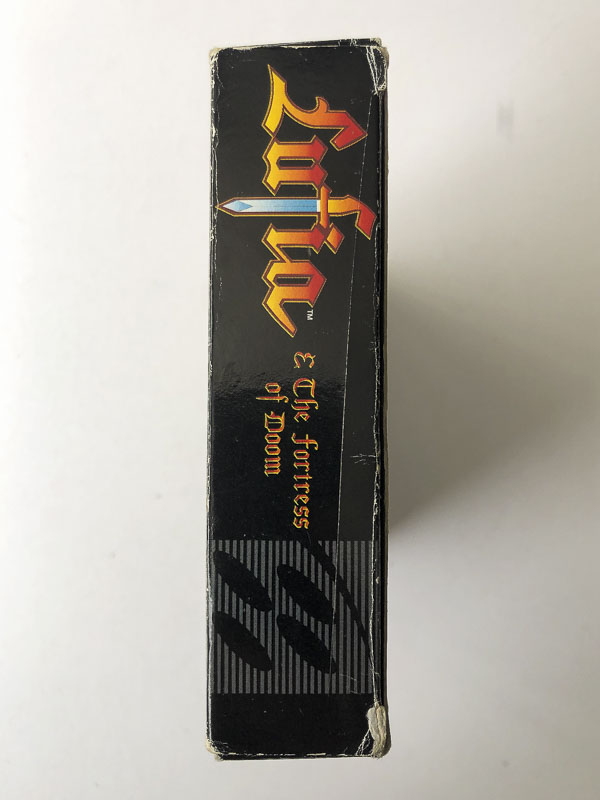 Lufia™
& The Fortress
of Doom